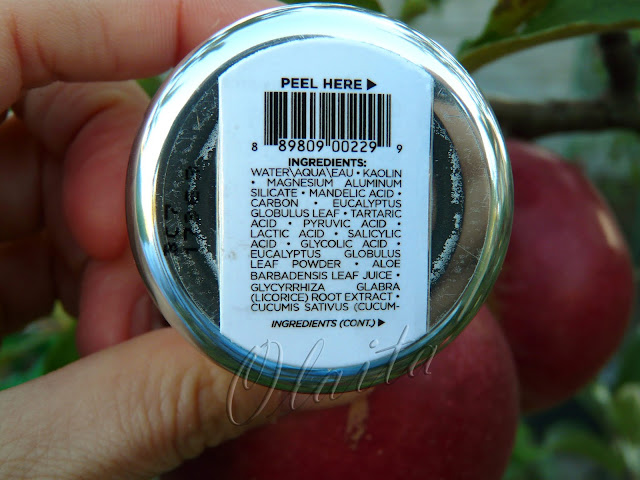 PEEL HERE ▶
8 89809 00229 9
INGREDIENTS:
WATER\AQUA\EAU • KAOLIN
• MAGNESIUM ALUMINUM
SILICATE • MANDELIC ACID •
CARBON • EUCALYPTUS
GLOBULUS LEAF • TARTARIC
ACID • PYRUVIC ACID •
LACTIC ACID • SALICYLIC
ACID • GLYCOLIC ACID •
EUCALYPTUS GLOBULUS
LEAF POWDER • ALOE
BARBADENSIS LEAF JUICE •
GLYCYRRHIZA GLABRA
(LICORICE) ROOT EXTRACT •
CUCUMIS SATIVUS (CUCUM-
INGREDIENTS (CONT.) ▶
Olaita